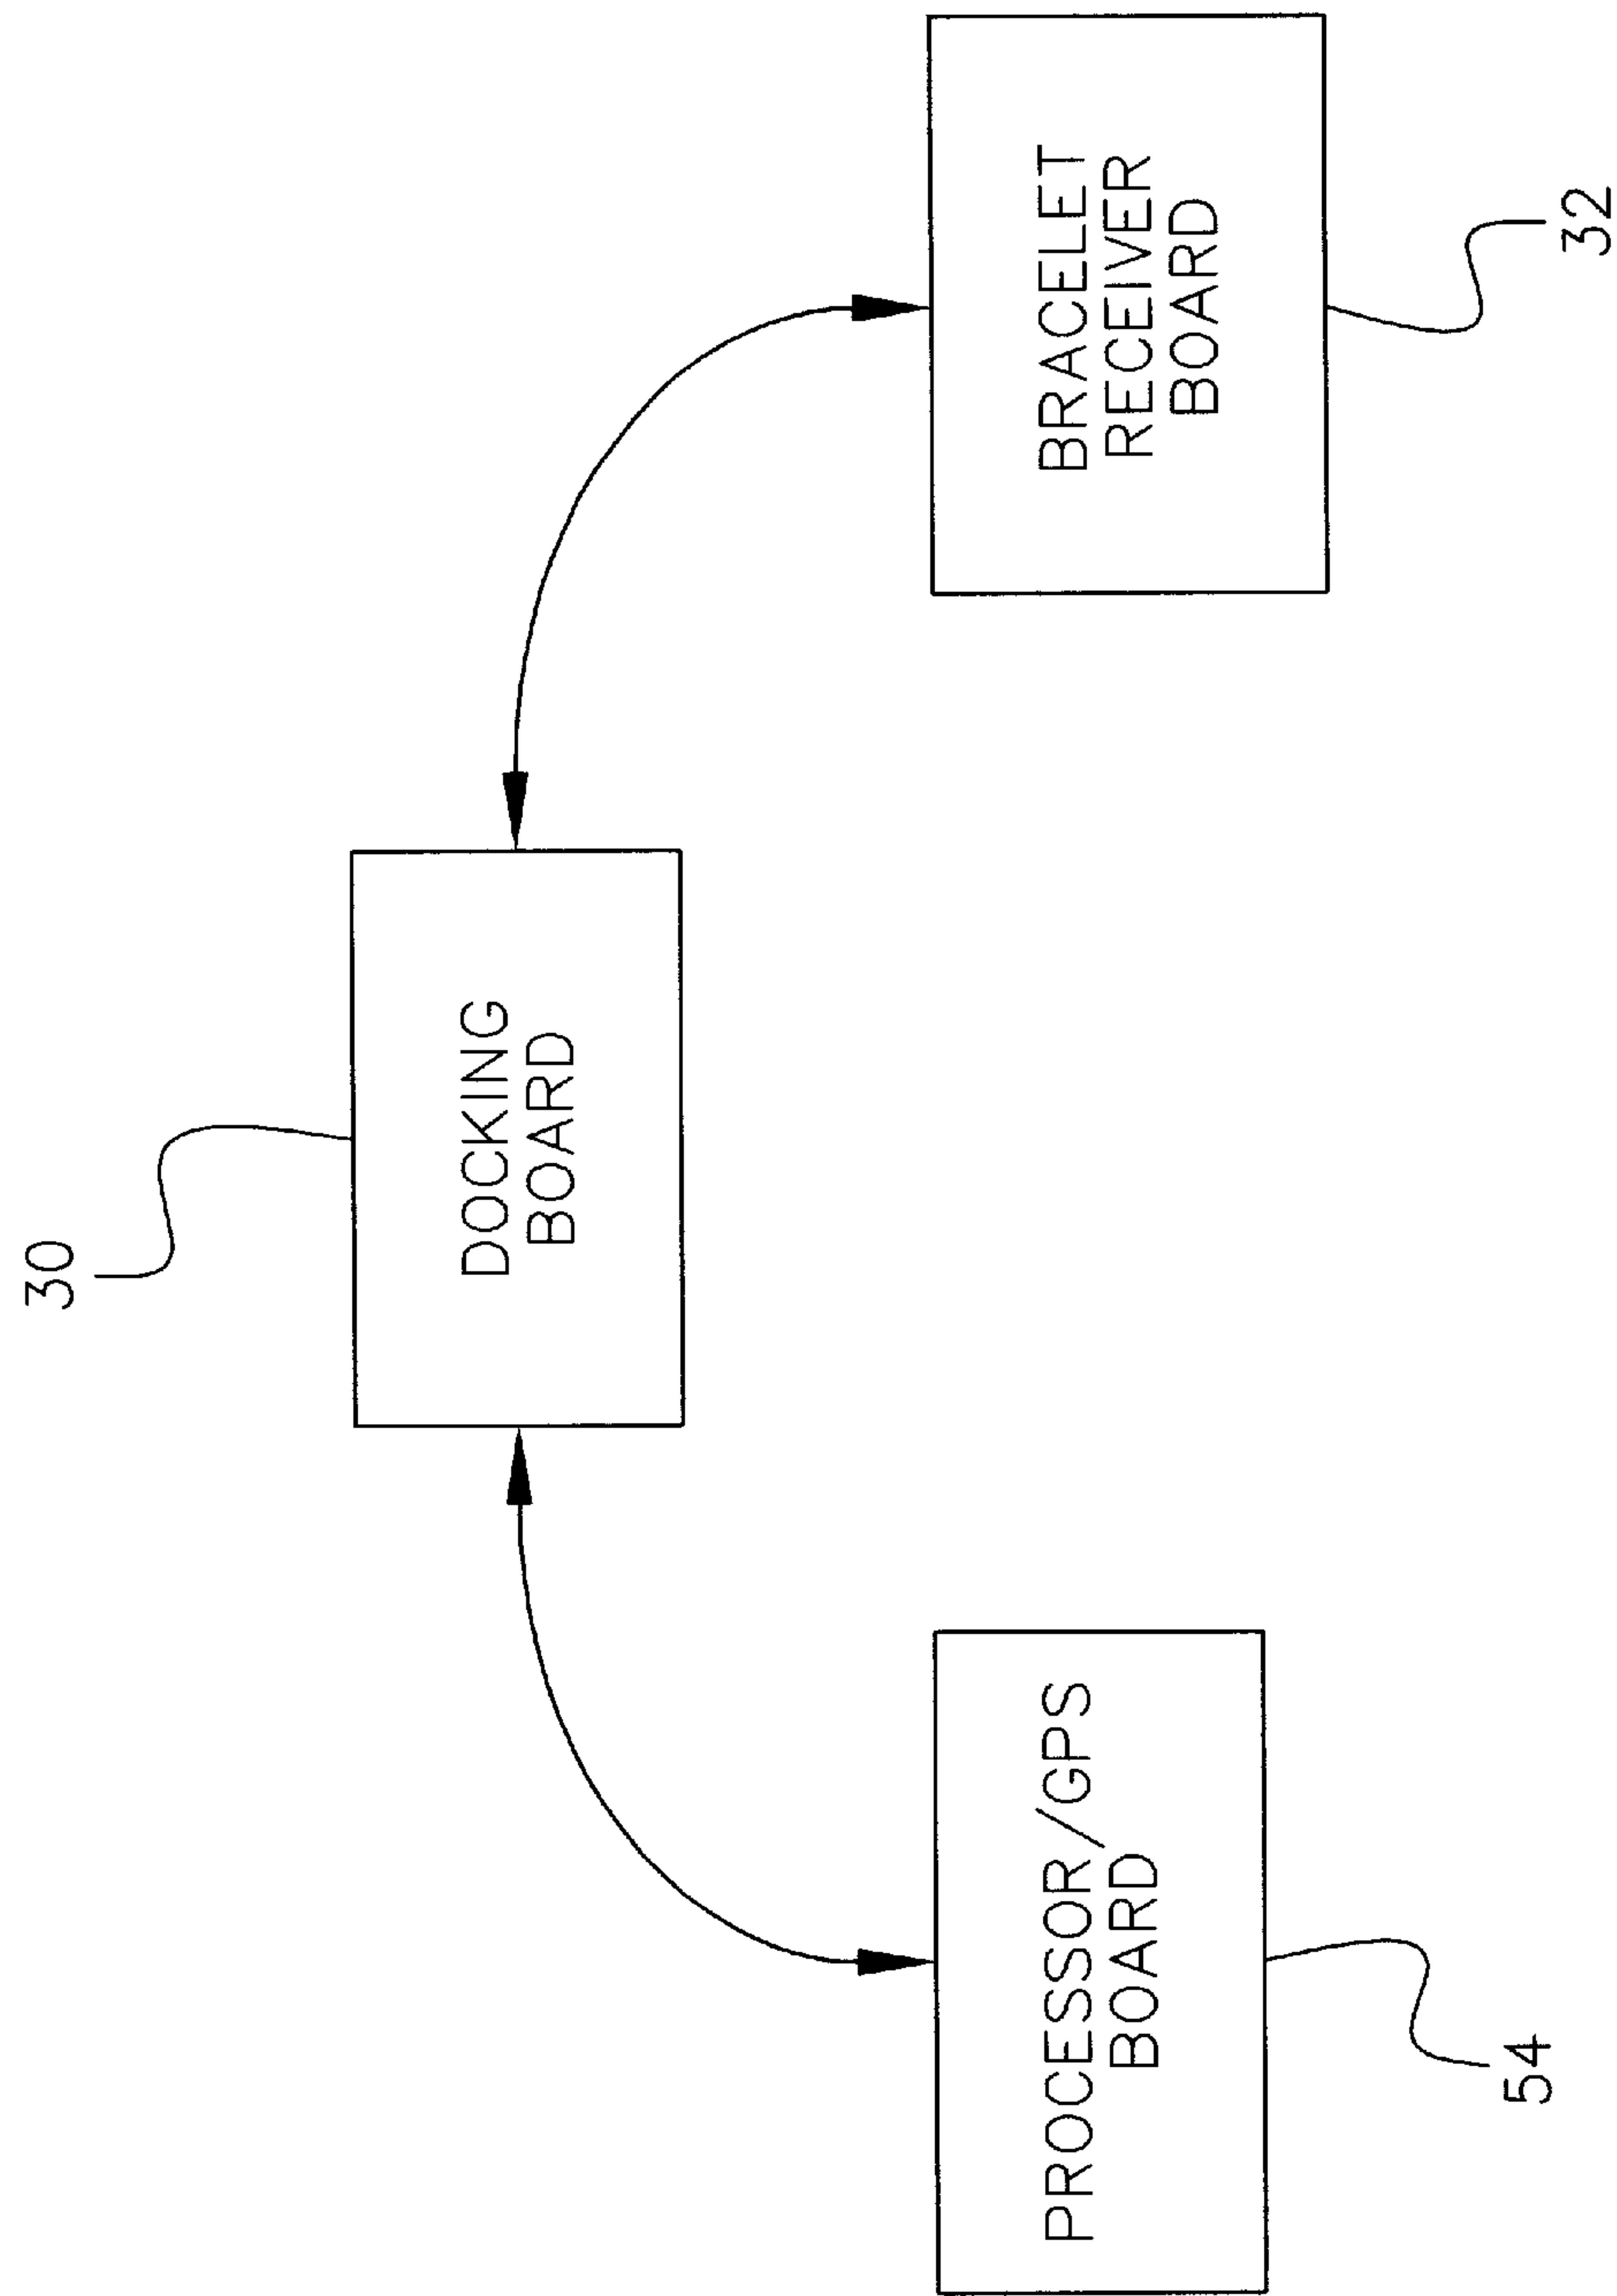 30
DOCKING
BOARD
PROCESSOR/GPS
BOARD
54
BRACELET
RECEIVER
BOARD
32